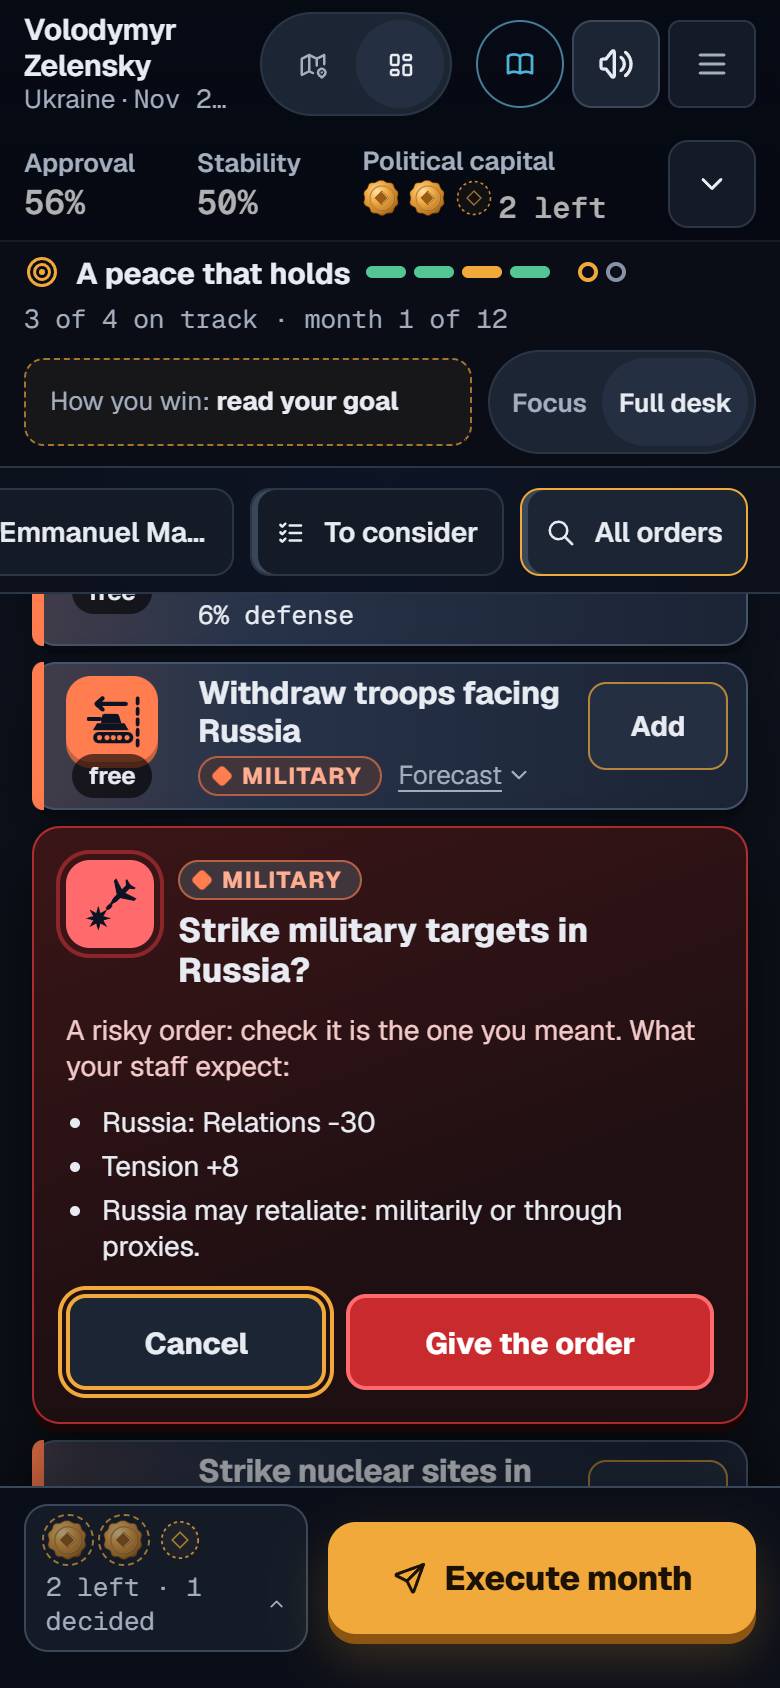 Volodymyr
Zelensky
Ukraine · Nov 2...
Approval
56%
Stability
50%
Political capital
2 left
A peace that holds
3 of 4 on track · month 1 of 12
How you win: read your goal
Focus
Full desk
Emmanuel Ma...
To consider
All orders
free
6% defense
Withdraw troops facing
Russia
Add
free
MILITARY
Forecast
MILITARY
Strike military targets in
Russia?
A risky order: check it is the one you meant. What
your staff expect:
• Russia: Relations -30
• Tension +8
• Russia may retaliate: militarily or through
proxies.
Cancel
Give the order
Strike nuclear sites in
2 left · 1
decided
Execute month